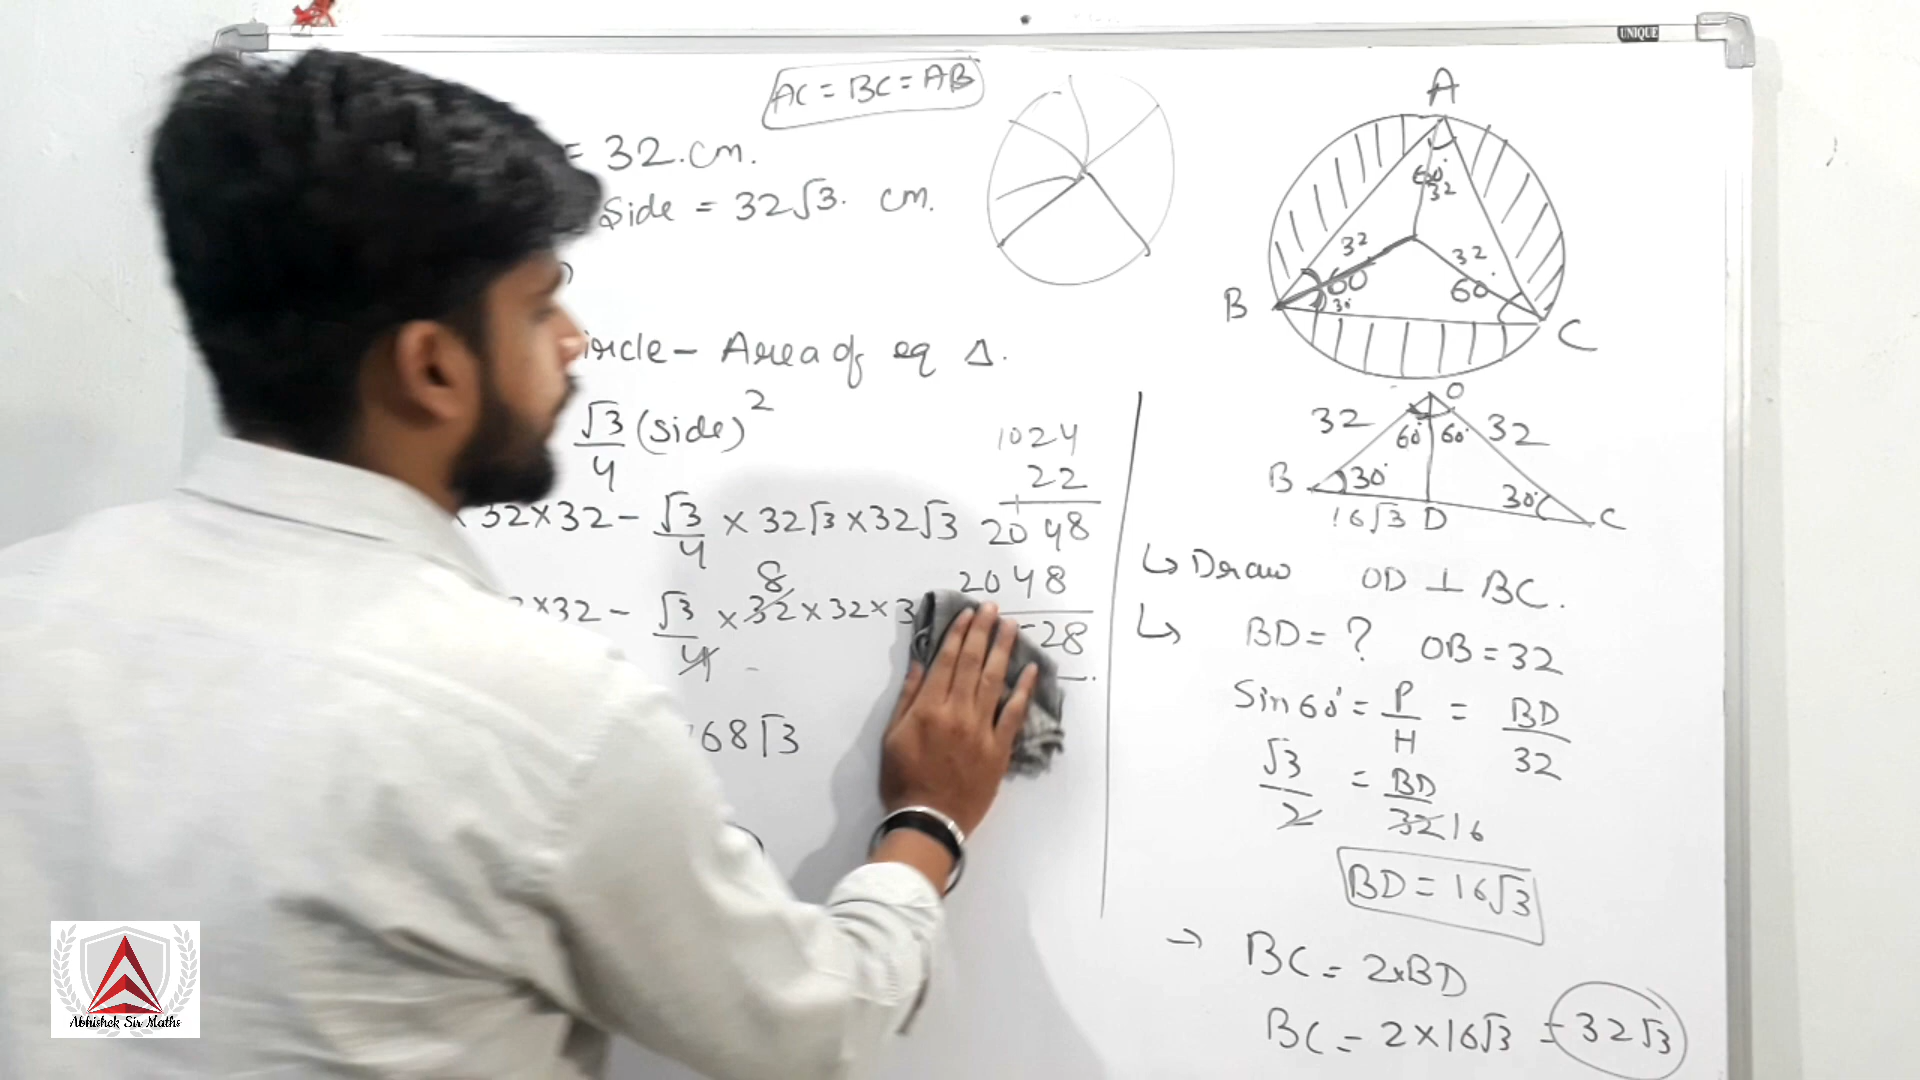 UNIQUE
AC = BC = AB
= 32 cm.
Side = 32√3. cm.
ircle - Area of eq Δ.
√3/4 (side)²
×32×32 - √3/4 × 32√3 × 32√3
×32 - √3/4 × 32 × 32 × 3
8
68√3
1024
22
2048
2048
28
A
60°
32
32
32
60
60
30°
B
C
O
32
60° 60°
32
B 30°
30°
C
16√3 D
↳ Draw OD ⊥ BC.
↳ BD = ? OB = 32
Sin60° = P/H = BD/32
√3/2 = BD/32 16
BD = 16√3
→ BC = 2×BD
BC = 2×16√3 = 32√3
Abhishek Sir Maths